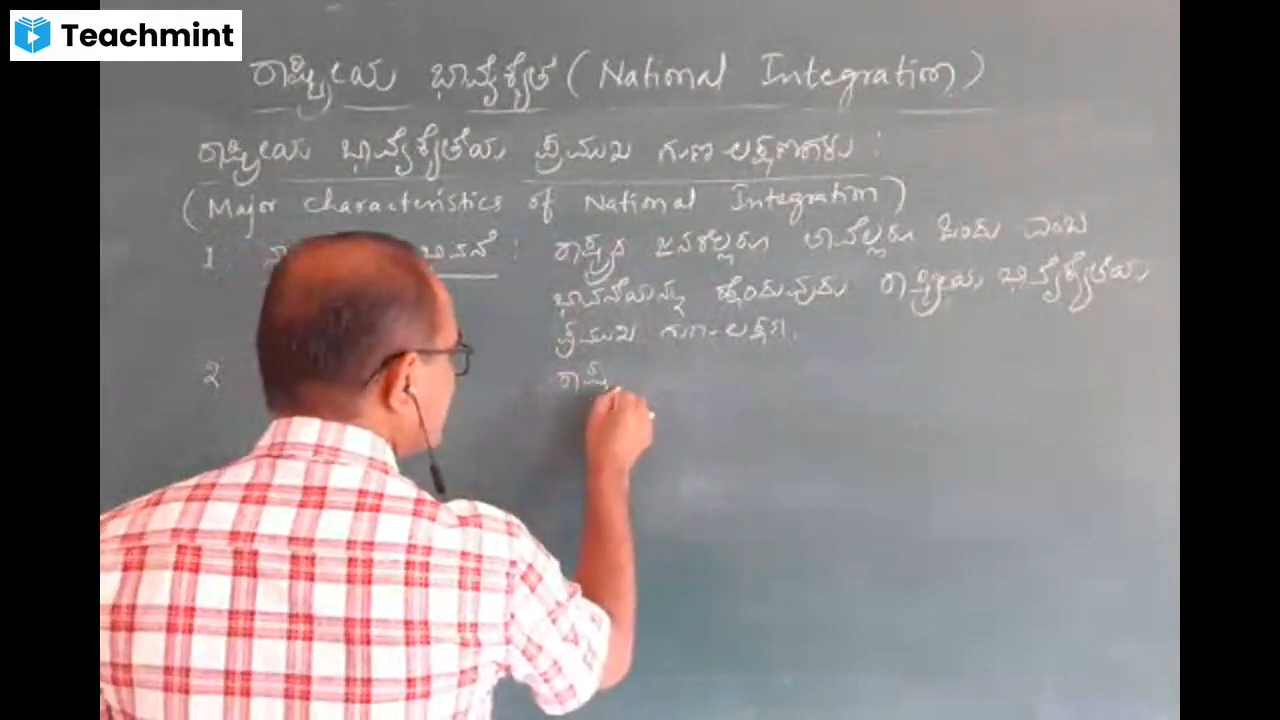 Teachmint
ರಾಷ್ಟ್ರೀಯ ಭಾವೈಕ್ಯತೆ (National Integration)
ರಾಷ್ಟ್ರೀಯ ಭಾವೈಕ್ಯತೆಯ ಪ್ರಮುಖ ಗುಣ ಲಕ್ಷಣಗಳು :
(Major characteristics of National Integration)
1. : ರಾಷ್ಟ್ರದ ಜನರೆಲ್ಲರೂ ನಾವೆಲ್ಲರೂ ಒಂದು ಎಂಬ
ಭಾವನೆಯನ್ನು ಹೊಂದುವುದು ರಾಷ್ಟ್ರೀಯ ಭಾವೈಕ್ಯತೆಯ
ಪ್ರಮುಖ ಗುಣ-ಲಕ್ಷಣ.
2